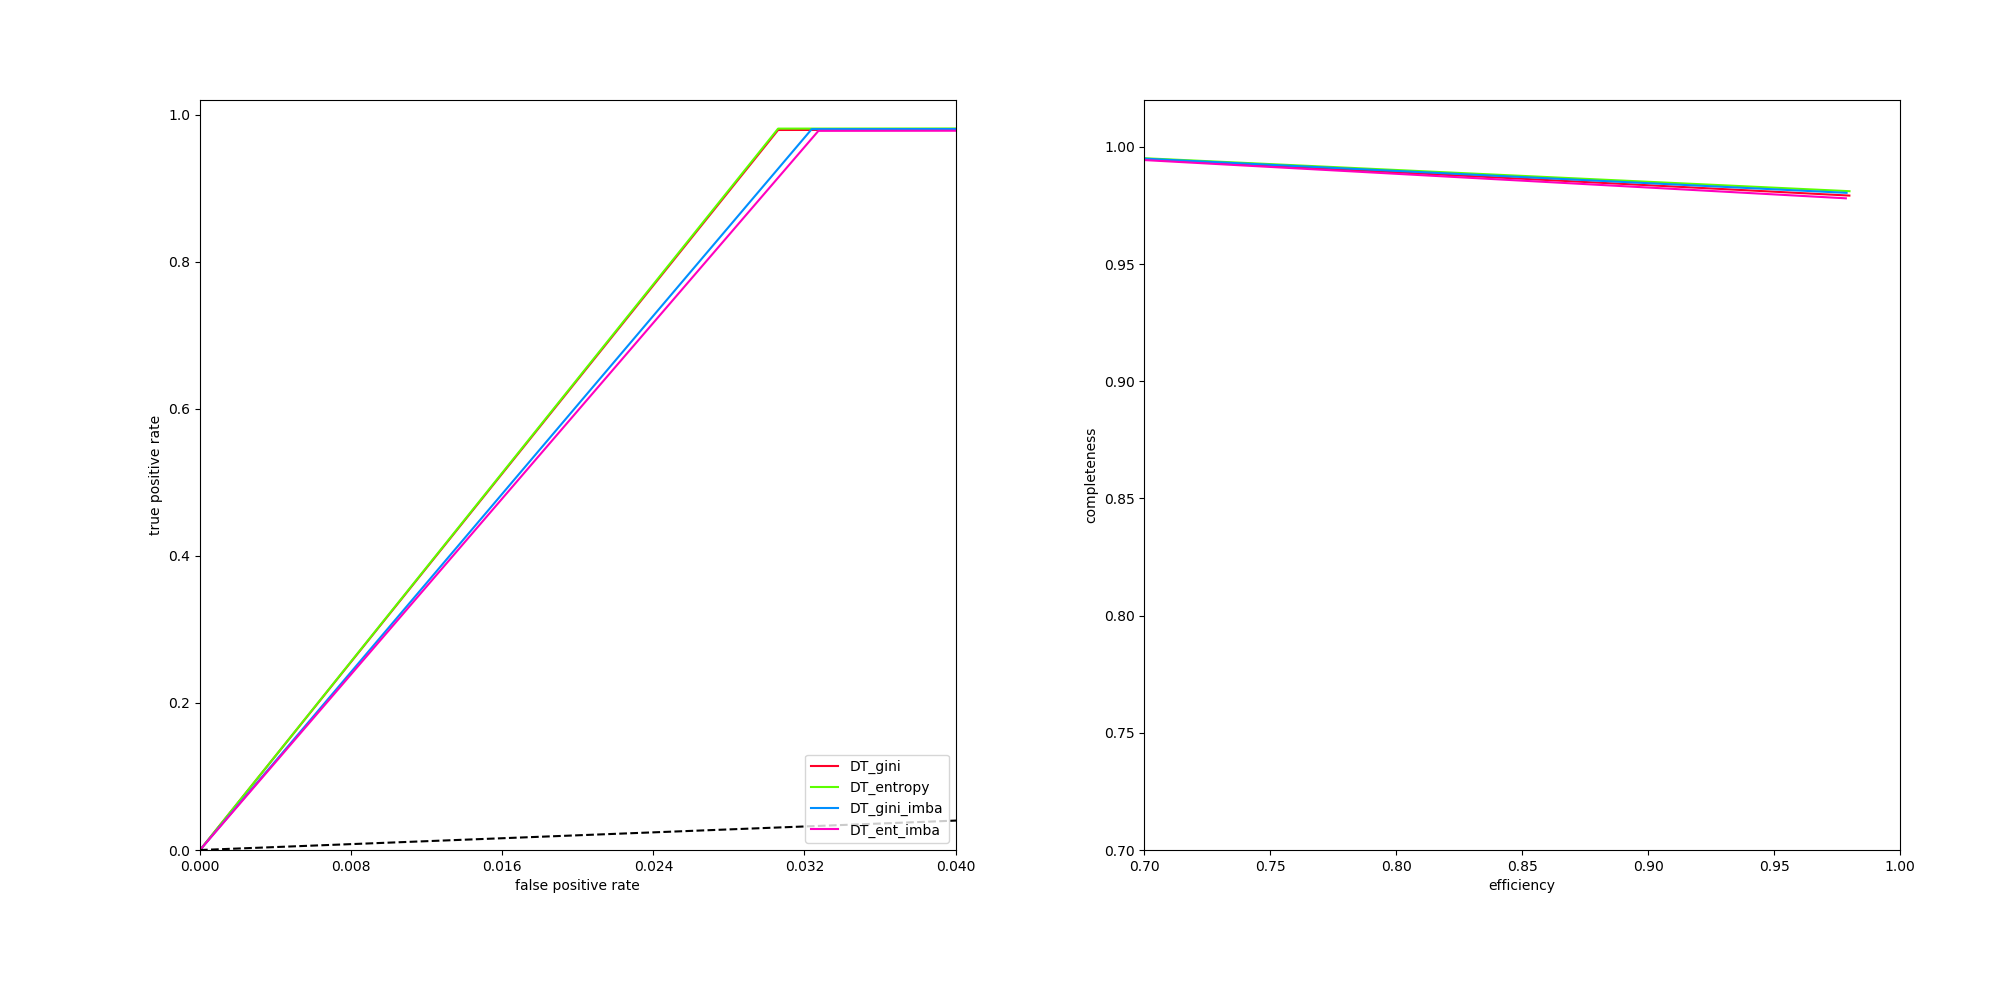 1.0
0.8
0.6
0.4
0.2
0.0
true positive rate
0.000 0.008 0.016 0.024 0.032 0.040
false positive rate
DT_gini
DT_entropy
DT_gini_imba
DT_ent_imba
1.00
0.95
0.90
0.85
0.80
0.75
0.70
completeness
0.70 0.75 0.80 0.85 0.90 0.95 1.00
efficiency